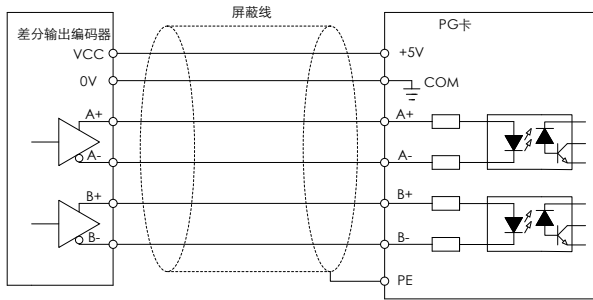 屏蔽线
PG卡
差分输出编码器
VCC
+5V
0V
COM
A+
A+
A-
A-
B+
B+
B-
B-
PE